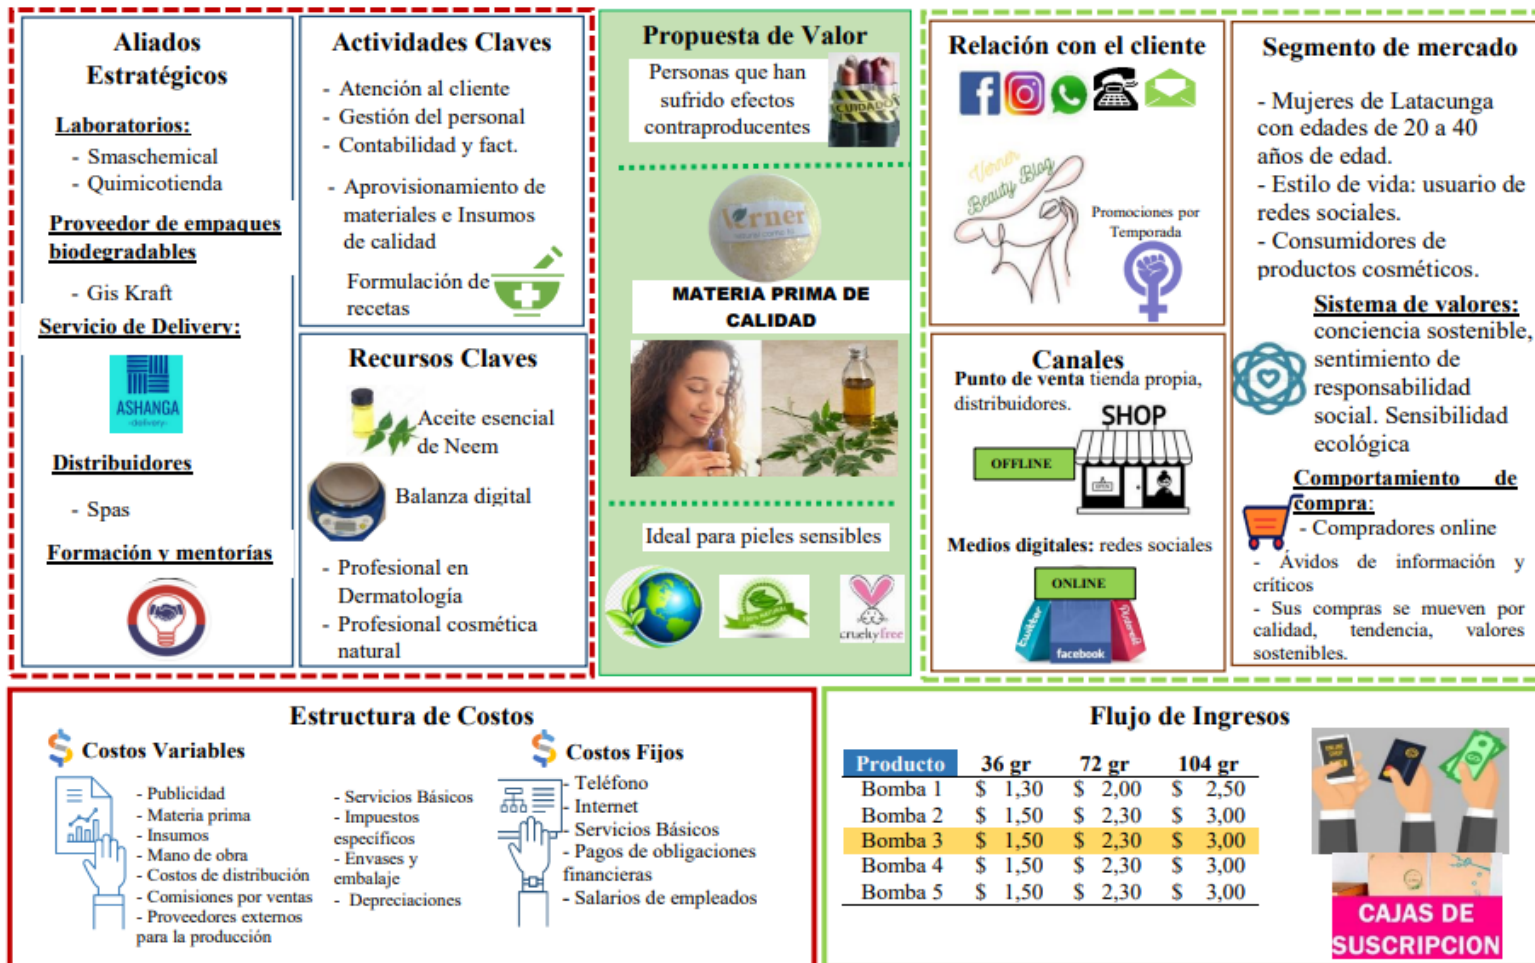 Aliados
Estratégicos
Laboratorios:
- Smaschemical
- Quimicotienda
Proveedor de empaques
biodegradables
- Gis Kraft
Servicio de Delivery:
ASHANGA
-delivery-
Distribuidores
- Spas
Formación y mentorías
Actividades Claves
- Atención al cliente
- Gestión del personal
- Contabilidad y fact.
- Aprovisionamiento de
materiales e Insumos
de calidad
Formulación de
recetas
Recursos Claves
Aceite esencial
de Neem
Balanza digital
- Profesional en
Dermatología
- Profesional cosmética
natural
Propuesta de Valor
Personas que han
sufrido efectos
contraproducentes
CUIDADO
Verner
natural como tú
MATERIA PRIMA DE
CALIDAD
Ideal para pieles sensibles
100% NATURAL
crueltyfree
Relación con el cliente
Verner
Beauty Blog
Promociones por
Temporada
Canales
Punto de venta tienda propia,
distribuidores.
SHOP
OFFLINE
OPEN
Medios digitales: redes sociales
ONLINE
twitter
facebook
Pinterest
Segmento de mercado
- Mujeres de Latacunga
con edades de 20 a 40
años de edad.
- Estilo de vida: usuario de
redes sociales.
- Consumidores de
productos cosméticos.
Sistema de valores:
conciencia sostenible,
sentimiento de
responsabilidad
social. Sensibilidad
ecológica
Comportamiento de
compra:
- Compradores online
- Ávidos de información y
críticos
- Sus compras se mueven por
calidad, tendencia, valores
sostenibles.
Estructura de Costos
$ Costos Variables
- Publicidad
- Materia prima
- Insumos
- Mano de obra
- Costos de distribución
- Comisiones por ventas
- Proveedores externos
para la producción
- Servicios Básicos
- Impuestos
específicos
- Envases y
embalaje
- Depreciaciones
$ Costos Fijos
- Teléfono
- Internet
- Servicios Básicos
- Pagos de obligaciones
financieras
- Salarios de empleados
Flujo de Ingresos
Producto 36 gr 72 gr 104 gr
Bomba 1 $ 1,30 $ 2,00 $ 2,50
Bomba 2 $ 1,50 $ 2,30 $ 3,00
Bomba 3 $ 1,50 $ 2,30 $ 3,00
Bomba 4 $ 1,50 $ 2,30 $ 3,00
Bomba 5 $ 1,50 $ 2,30 $ 3,00
CAJAS DE
SUSCRIPCION